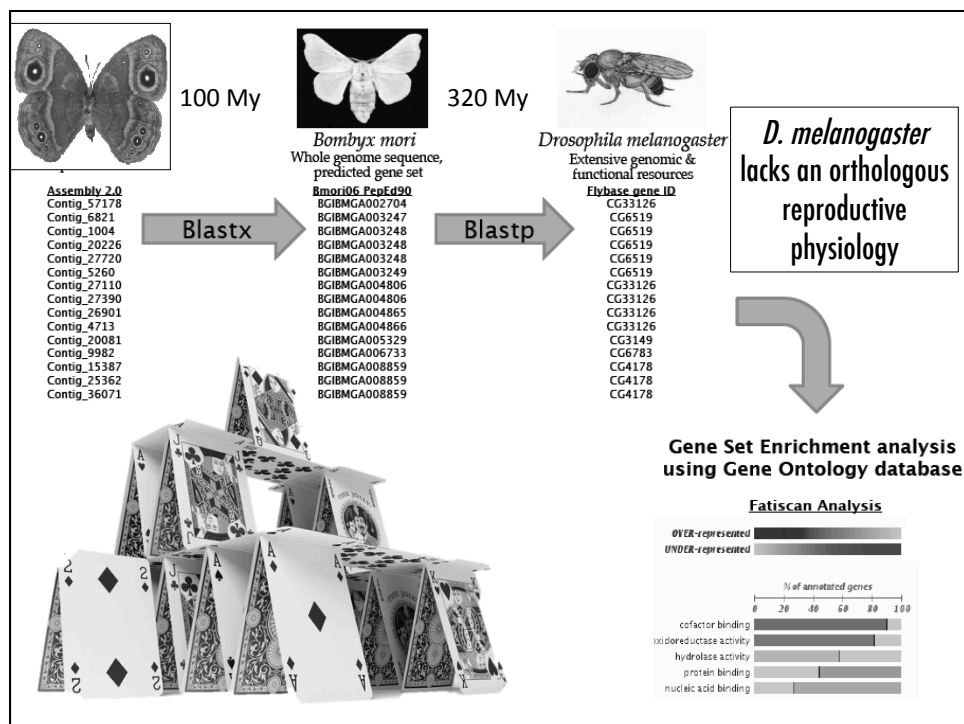 100 My
320 My
Bombyx mori
Whole genome sequence,
predicted gene set
Drosophila melanogaster
Extensive genomic &
functional resources
D. melanogaster
lacks an orthologous
reproductive
physiology
Assembly 2.0
Contig_57178
Contig_6821
Contig_1004
Contig_20226
Contig_27720
Contig_5260
Contig_27110
Contig_27390
Contig_26901
Contig_4713
Contig_20081
Contig_9982
Contig_15387
Contig_25362
Contig_36071
Blastx
Bmori06 PepEd90
BGIBMGA002704
BGIBMGA003247
BGIBMGA003248
BGIBMGA003248
BGIBMGA003248
BGIBMGA003249
BGIBMGA004806
BGIBMGA004806
BGIBMGA004865
BGIBMGA004866
BGIBMGA005329
BGIBMGA006733
BGIBMGA008859
BGIBMGA008859
BGIBMGA008859
Blastp
Flybase gene ID
CG33126
CG6519
CG6519
CG6519
CG6519
CG6519
CG33126
CG33126
CG33126
CG33126
CG3149
CG6783
CG4178
CG4178
CG4178
Gene Set Enrichment analysis
using Gene Ontology database
Fatiscan Analysis
OVER-represented
UNDER-represented
% of annotated genes
0 20 40 60 80 100
cofactor binding
oxidoreductase activity
hydrolase activity
protein binding
nucleic acid binding